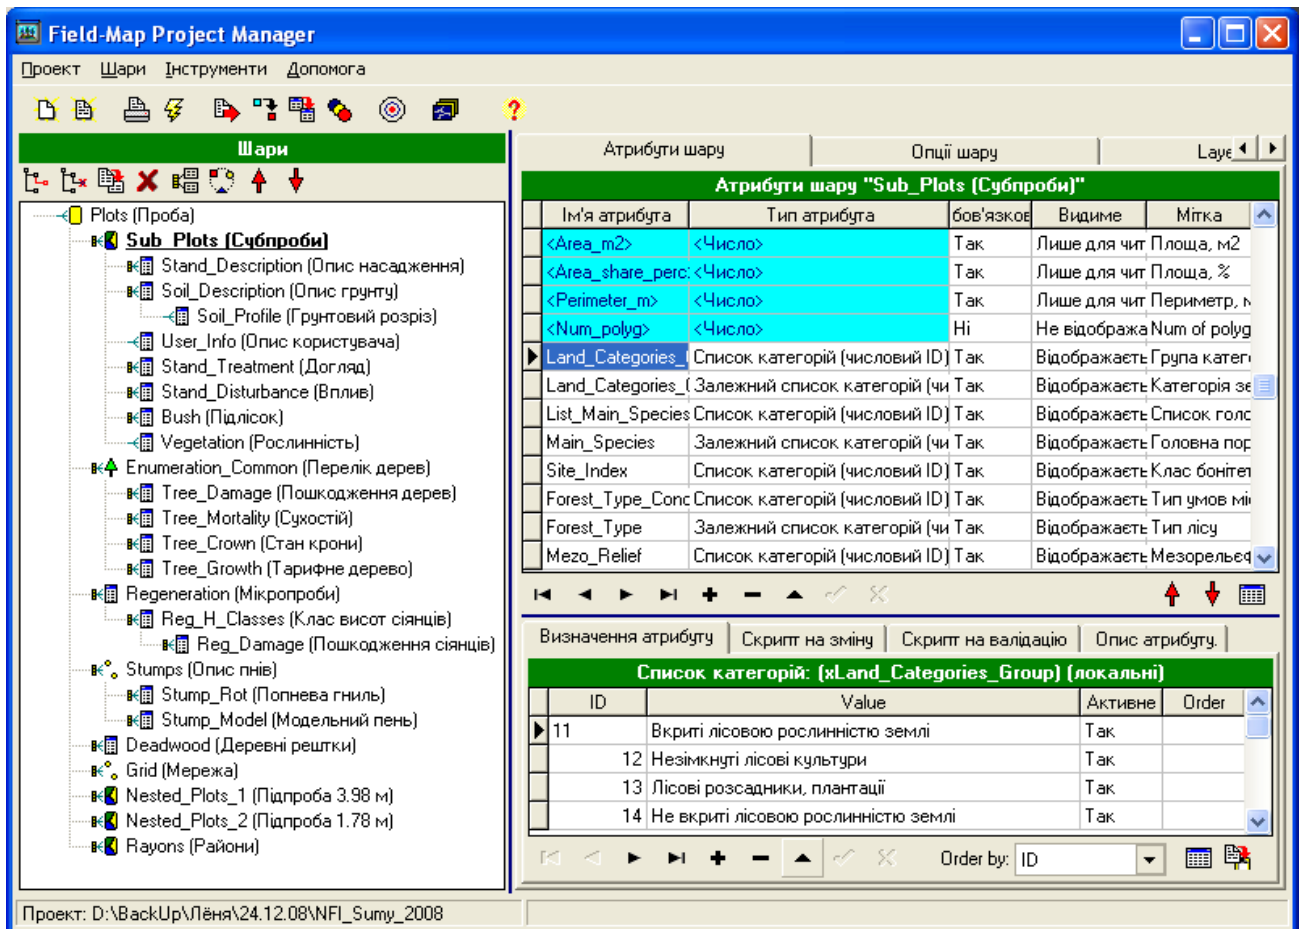 Field-Map Project Manager
Проект Шари Інструменти Допомога
Шари
Plots (Проба)
Sub_Plots (Субпроби)
Stand_Description (Опис насадження)
Soil_Description (Опис грунту)
Soil_Profile (Грунтовий розріз)
User_Info (Опис користувача)
Stand_Treatment (Догляд)
Stand_Disturbance (Вплив)
Bush (Підлісок)
Vegetation (Рослинність)
Enumeration_Common (Перелік дерев)
Tree_Damage (Пошкодження дерев)
Tree_Mortality (Сухостій)
Tree_Crown (Стан крони)
Tree_Growth (Тарифне дерево)
Regeneration (Мікропроби)
Reg_H_Classes (Клас висот сіянців)
Reg_Damage (Пошкодження сіянців)
Stumps (Опис пнів)
Stump_Rot (Попнева гниль)
Stump_Model (Модельний пень)
Deadwood (Деревні рештки)
Grid (Мережа)
Nested_Plots_1 (Підпроба 3.98 м)
Nested_Plots_2 (Підпроба 1.78 м)
Rayons (Райони)
Атрибути шару Опції шару Laye
Атрибути шару "Sub_Plots (Субпроби)"
Ім'я атрибута Тип атрибута бов'язков Видиме Мітка
<Area_m2> <Число> Так Лише для чит Площа, м2
<Area_share_perc <Число> Так Лише для чит Площа, %
<Perimeter_m> <Число> Так Лише для чит Периметр, м
<Num_polyg> <Число> Ні Не відобража Num of polyg
Land_Categories_ Список категорій (числовий ID) Так Відображаєть Група катег
Land_Categories_( Залежний список категорій (чи Так Відображаєть Категорія зе
List_Main_Species Список категорій (числовий ID) Так Відображаєть Список голо
Main_Species Залежний список категорій (чи Так Відображаєть Головна пор
Site_Index Список категорій (числовий ID) Так Відображаєть Клас бонітет
Forest_Type_Conc Список категорій (числовий ID) Так Відображаєть Тип умов мі
Forest_Type Залежний список категорій (чи Так Відображаєть Тип лісу
Mezo_Relief Список категорій (числовий ID) Так Відображаєть Мезорельєф
Визначення атрибуту Скрипт на зміну Скрипт на валідацію Опис атрибуту.
Список категорій: (xLand_Categories_Group) (локальні)
ID Value Активне Order
11 Вкриті лісовою рослинністю землі Так
12 Незімкнуті лісові культури Так
13 Лісові розсадники, плантації Так
14 Не вкриті лісовою рослинністю землі Так
Order by: ID
Проект: D:\BackUp\Лёня\24.12.08\NFI_Sumy_2008